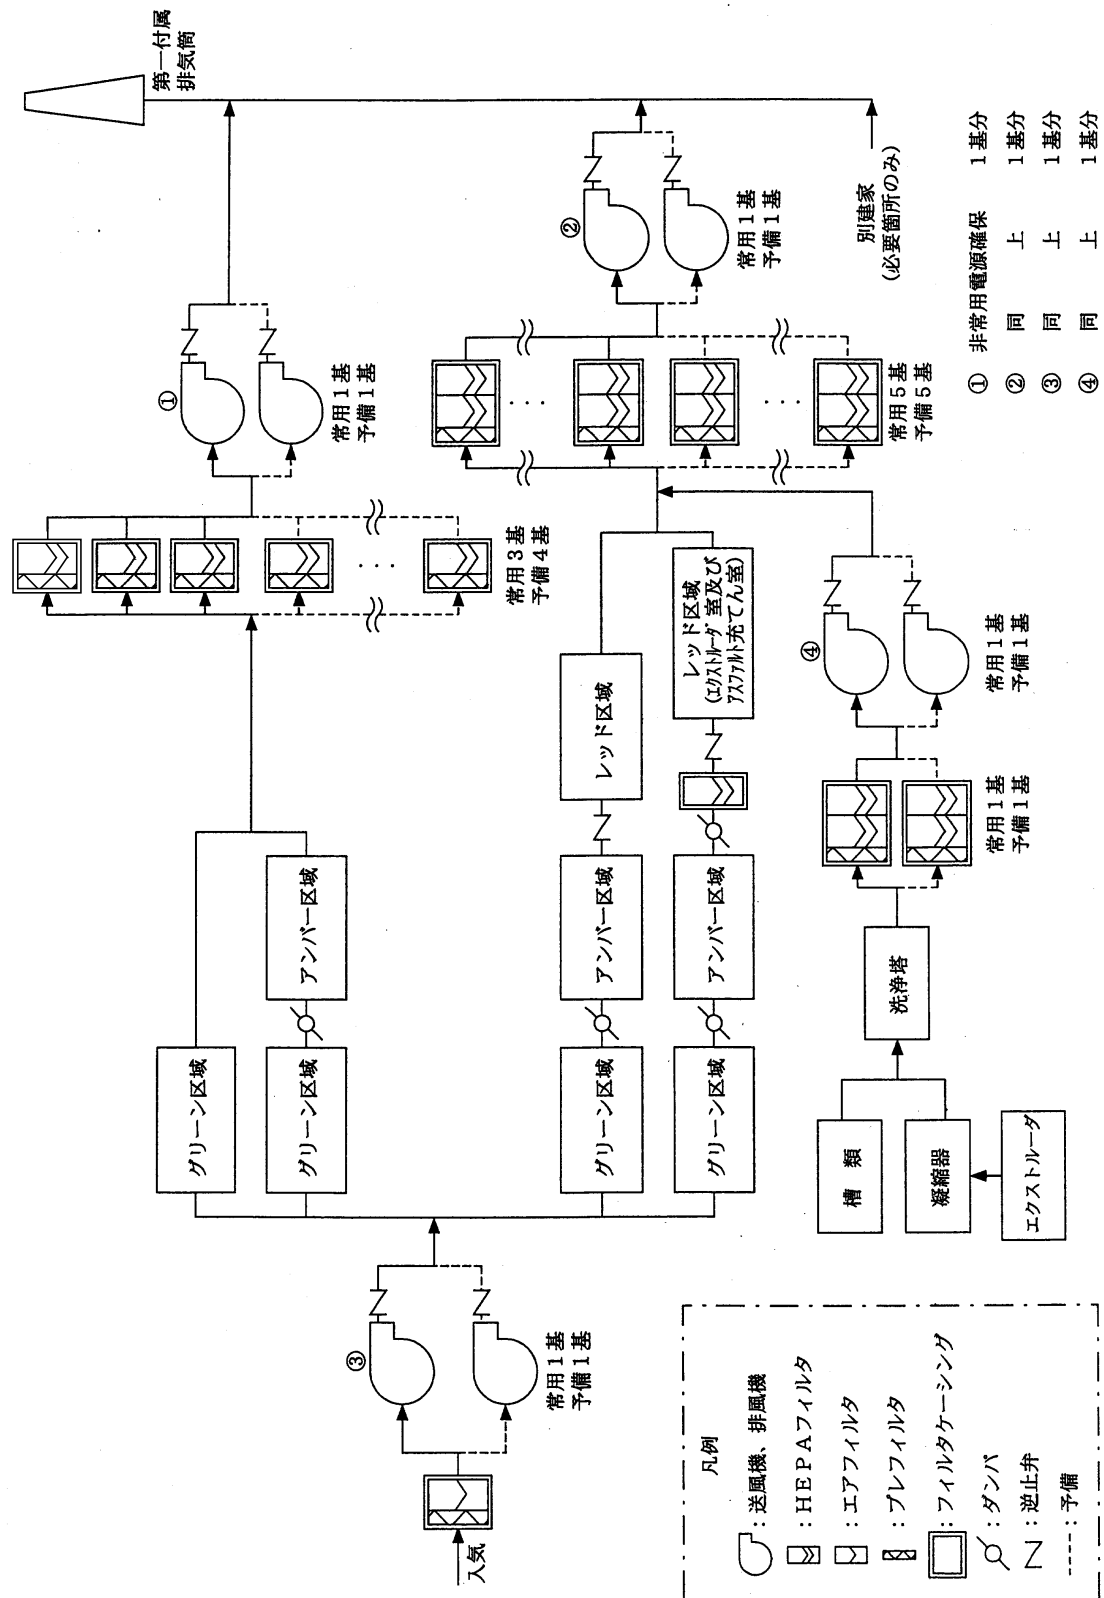 第一付属
排気筒
①
常用1基
予備1基
常用3基
予備4基
グリーン区域
グリーン区域
アンバー区域
②
常用1基
予備1基
別建家
(必要箇所のみ)
常用5基
予備5基
グリーン区域
アンバー区域
レッド区域
グリーン区域
アンバー区域
レッド区域
(エクストルーダ室及び
アスファルト充てん室)
③
常用1基
予備1基
入気
④
常用1基
予備1基
常用1基
予備1基
洗浄塔
槽 類
凝縮器
エクストルーダ
① 非常用電源確保 1基分
② 同 上 1基分
③ 同 上 1基分
④ 同 上 1基分
凡例
:送風機、排風機
:HEPAフィルタ
:エアフィルタ
:プレフィルタ
:フィルタケーシング
:ダンパ
:逆止弁
:予備